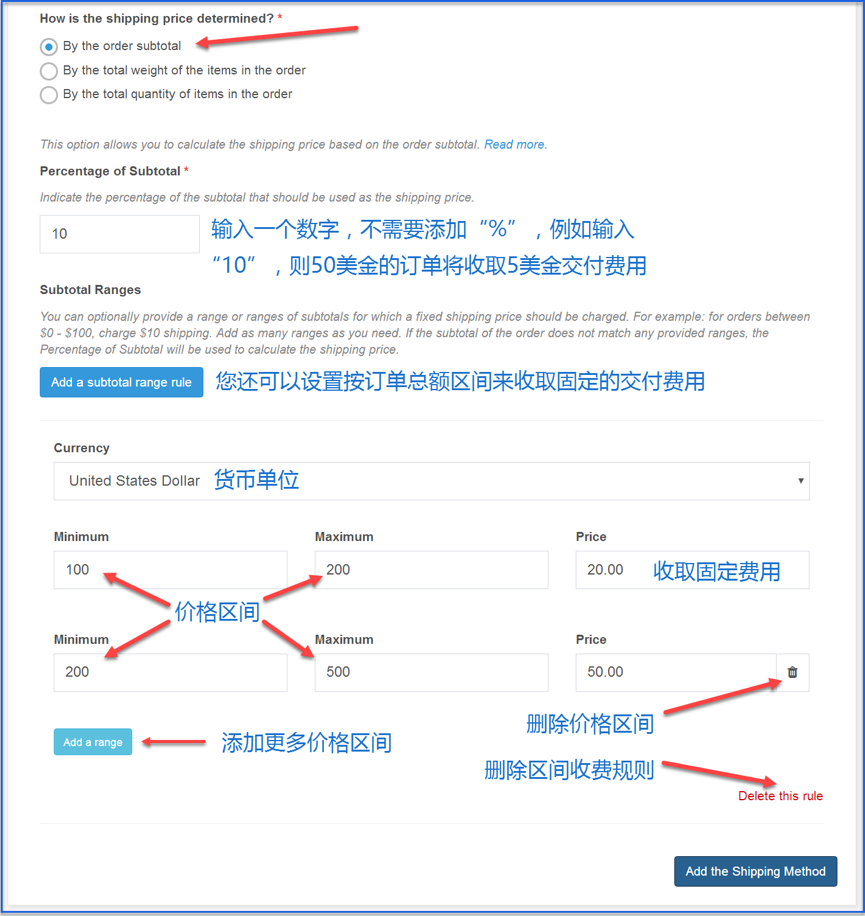 How is the shipping price determined? *
By the order subtotal
By the total weight of the items in the order
By the total quantity of items in the order
This option allows you to calculate the shipping price based on the order subtotal. Read more.
Percentage of Subtotal *
Indicate the percentage of the subtotal that should be used as the shipping price.
10 输入一个数字，不需要添加“%”，例如输入
“10”，则50美金的订单将收取5美金交付费用
Subtotal Ranges
You can optionally provide a range or ranges of subtotals for which a fixed shipping price should be charged. For example: for orders between
$0 - $100, charge $10 shipping. Add as many ranges as you need. If the subtotal of the order does not match any provided ranges, the
Percentage of Subtotal will be used to calculate the shipping price.
Add a subtotal range rule 您还可以设置按订单总额区间来收取固定的交付费用
Currency
United States Dollar 货币单位
Minimum Maximum Price
100 200 20.00 收取固定费用
价格区间
Minimum Maximum Price
200 500 50.00
删除价格区间
Add a range 添加更多价格区间
删除区间收费规则
Delete this rule
Add the Shipping Method